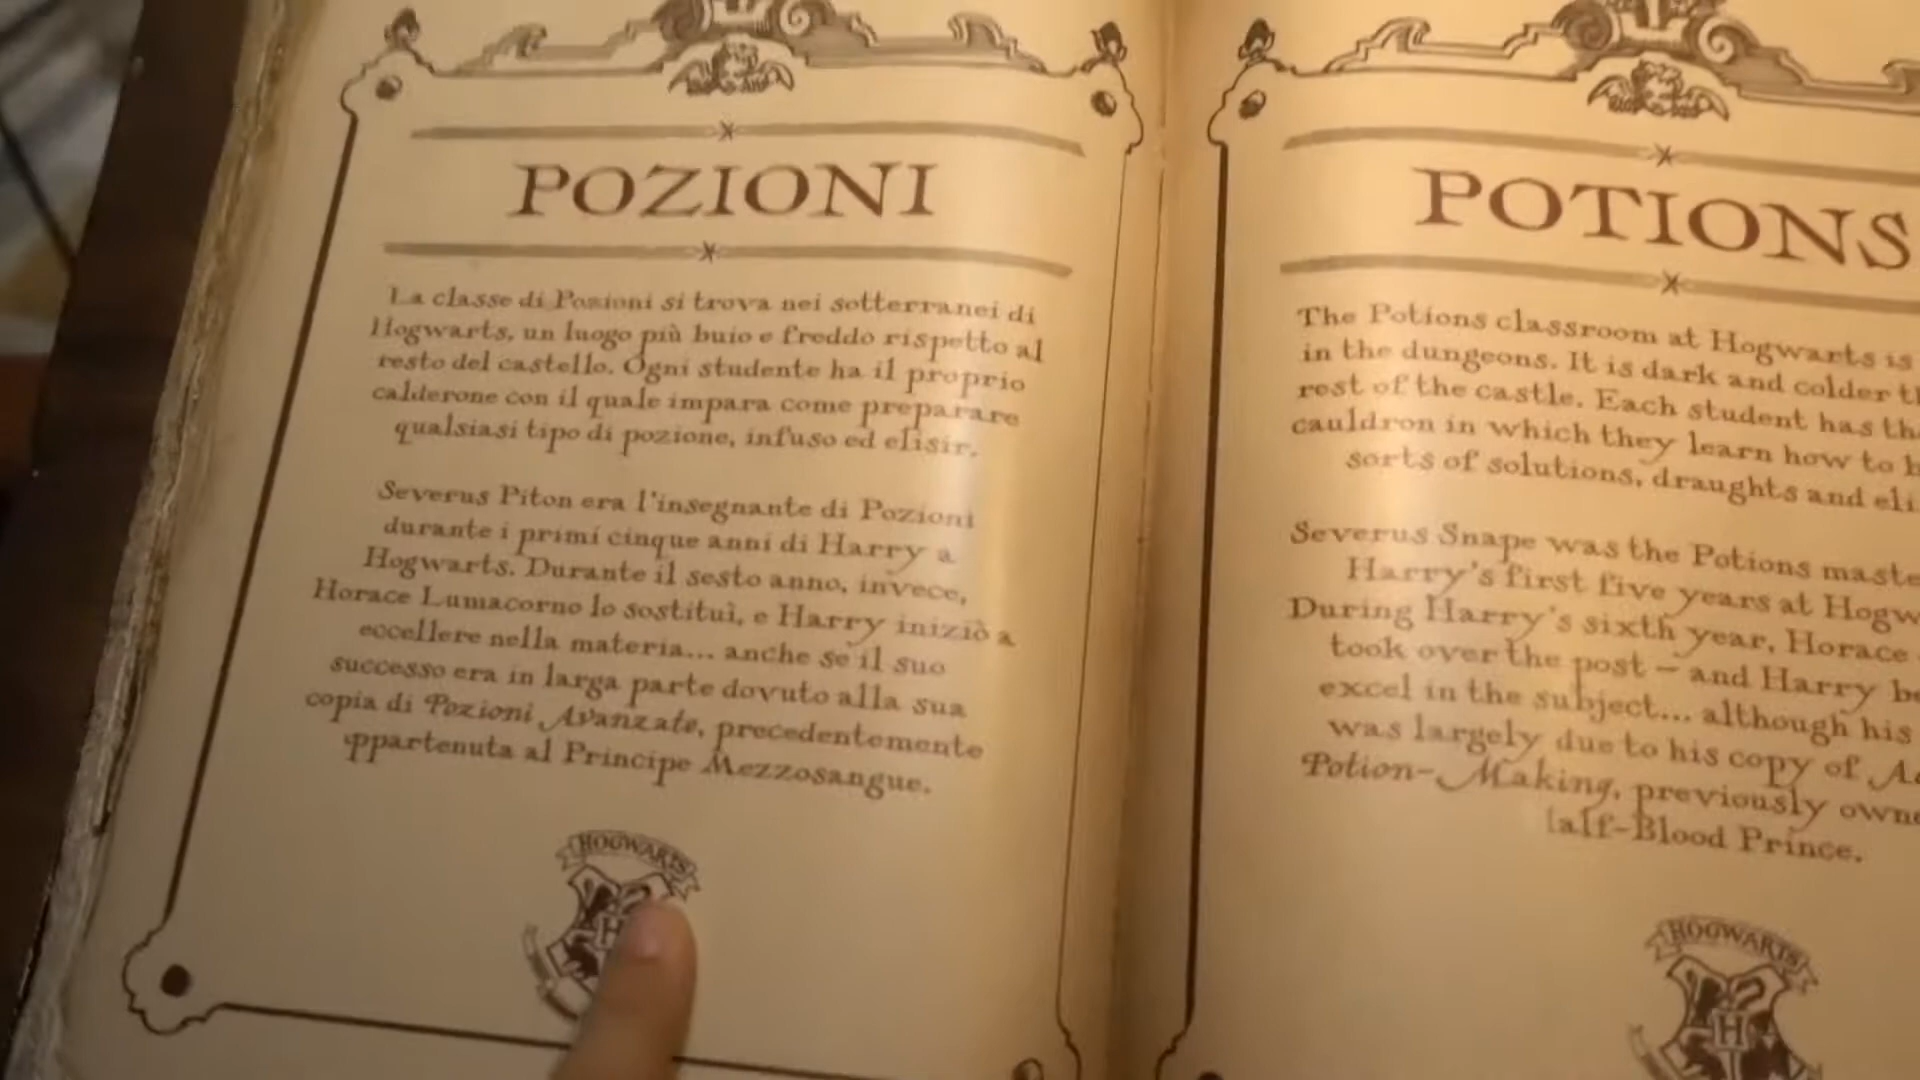 POZIONI
La classe di Pozioni si trova nei sotterranei di
Hogwarts, un luogo più buio e freddo rispetto al
resto del castello. Ogni studente ha il proprio
calderone con il quale impara come preparare
qualsiasi tipo di pozione, infuso ed elisir.
Severus Piton era l'insegnante di Pozioni
durante i primi cinque anni di Harry a
Hogwarts. Durante il sesto anno, invece,
Horace Lumacorno lo sostituì, e Harry iniziò a
eccellere nella materia... anche se il suo
successo era in larga parte dovuto alla sua
copia di Pozioni Avanzate, precedentemente
appartenuta al Principe Mezzosangue.
HOGWARTS
H
POTIONS
The Potions classroom at Hogwarts is
in the dungeons. It is dark and colder
rest of the castle. Each student has
cauldron in which they learn how to
sorts of solutions, draughts and
Severus Snape was the Potions
Harry's first five years at
During Harry's sixth year, Horace
took over the post – and Harry
excel in the subject... although his
was largely due to his copy of
Potion-Making, previously
Half-Blood Prince.
HOGWARTS
H